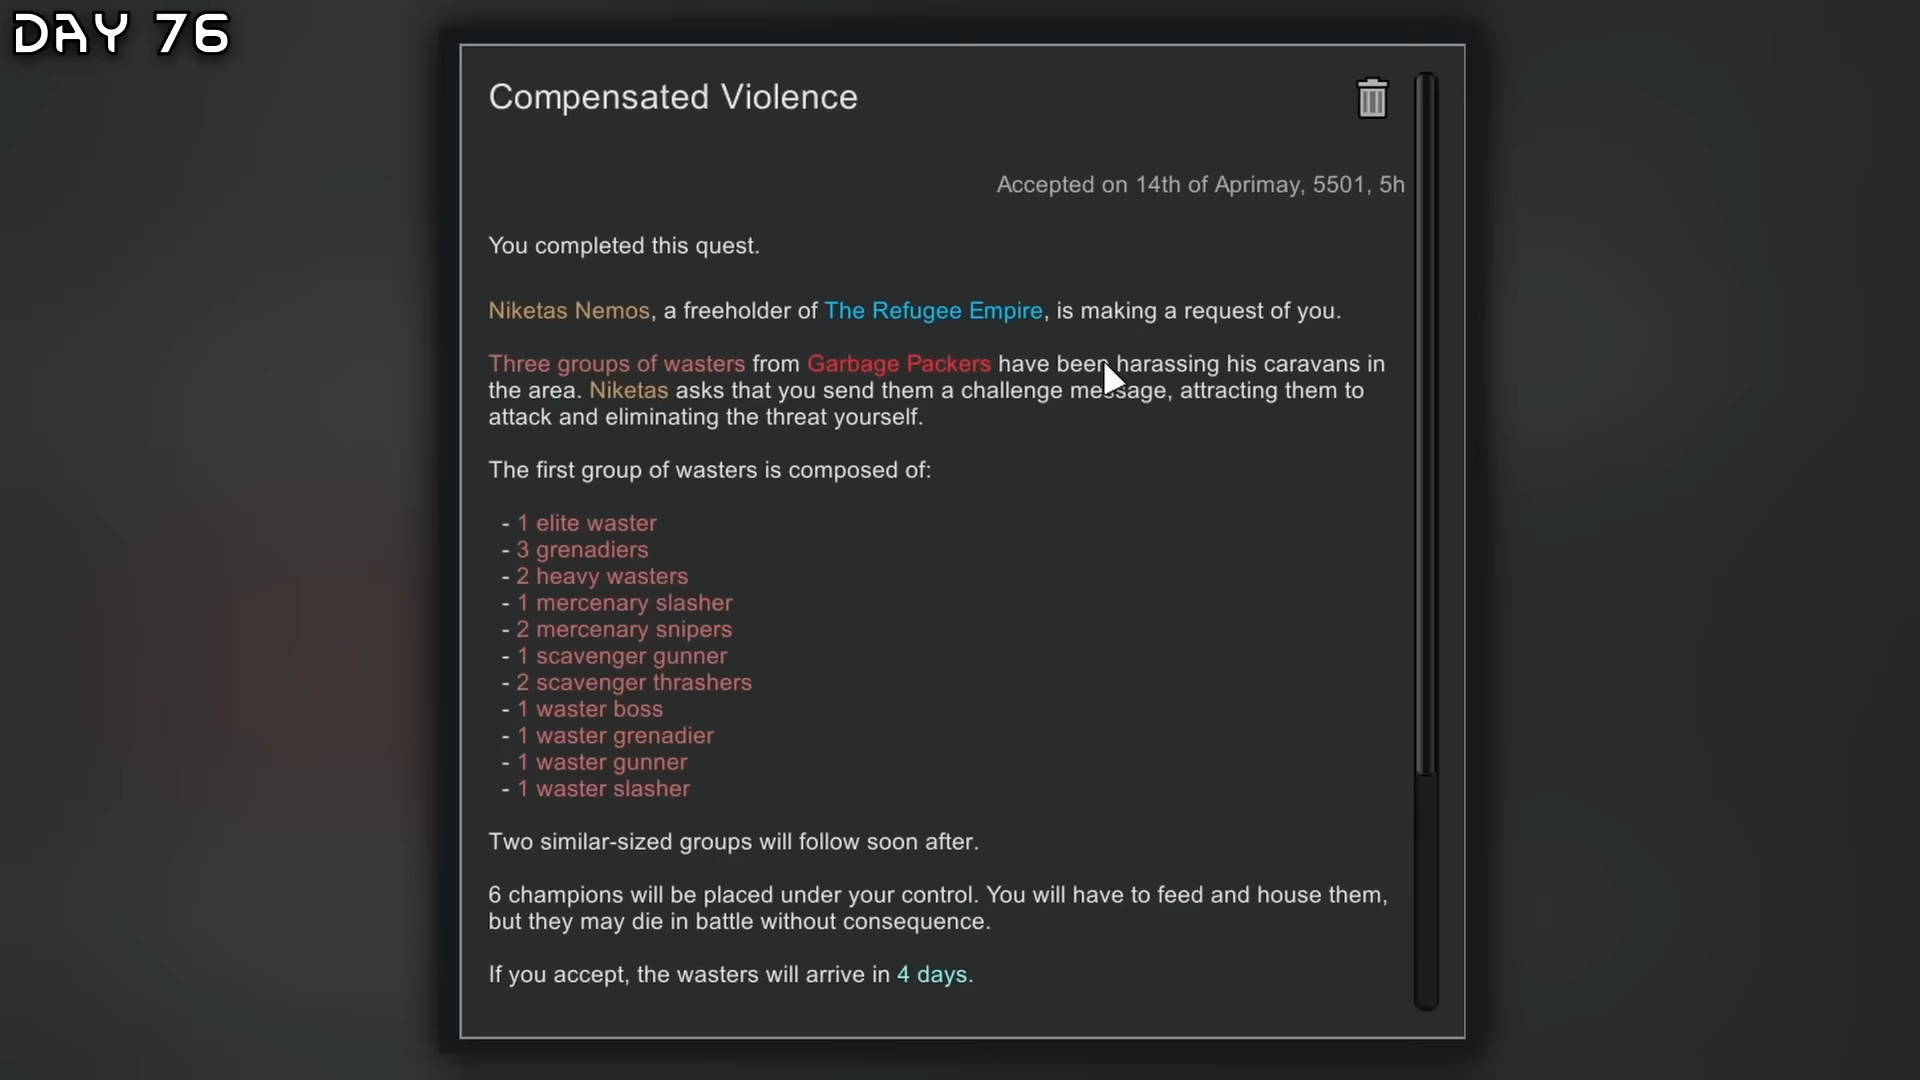 DAY 76
Compensated Violence
Accepted on 14th of Aprimay, 5501, 5h
You completed this quest.
Niketas Nemos, a freeholder of The Refugee Empire, is making a request of you.
Three groups of wasters from Garbage Packers have been harassing his caravans in
the area. Niketas asks that you send them a challenge message, attracting them to
attack and eliminating the threat yourself.
The first group of wasters is composed of:
- 1 elite waster
- 3 grenadiers
- 2 heavy wasters
- 1 mercenary slasher
- 2 mercenary snipers
- 1 scavenger gunner
- 2 scavenger thrashers
- 1 waster boss
- 1 waster grenadier
- 1 waster gunner
- 1 waster slasher
Two similar-sized groups will follow soon after.
6 champions will be placed under your control. You will have to feed and house them,
but they may die in battle without consequence.
If you accept, the wasters will arrive in 4 days.